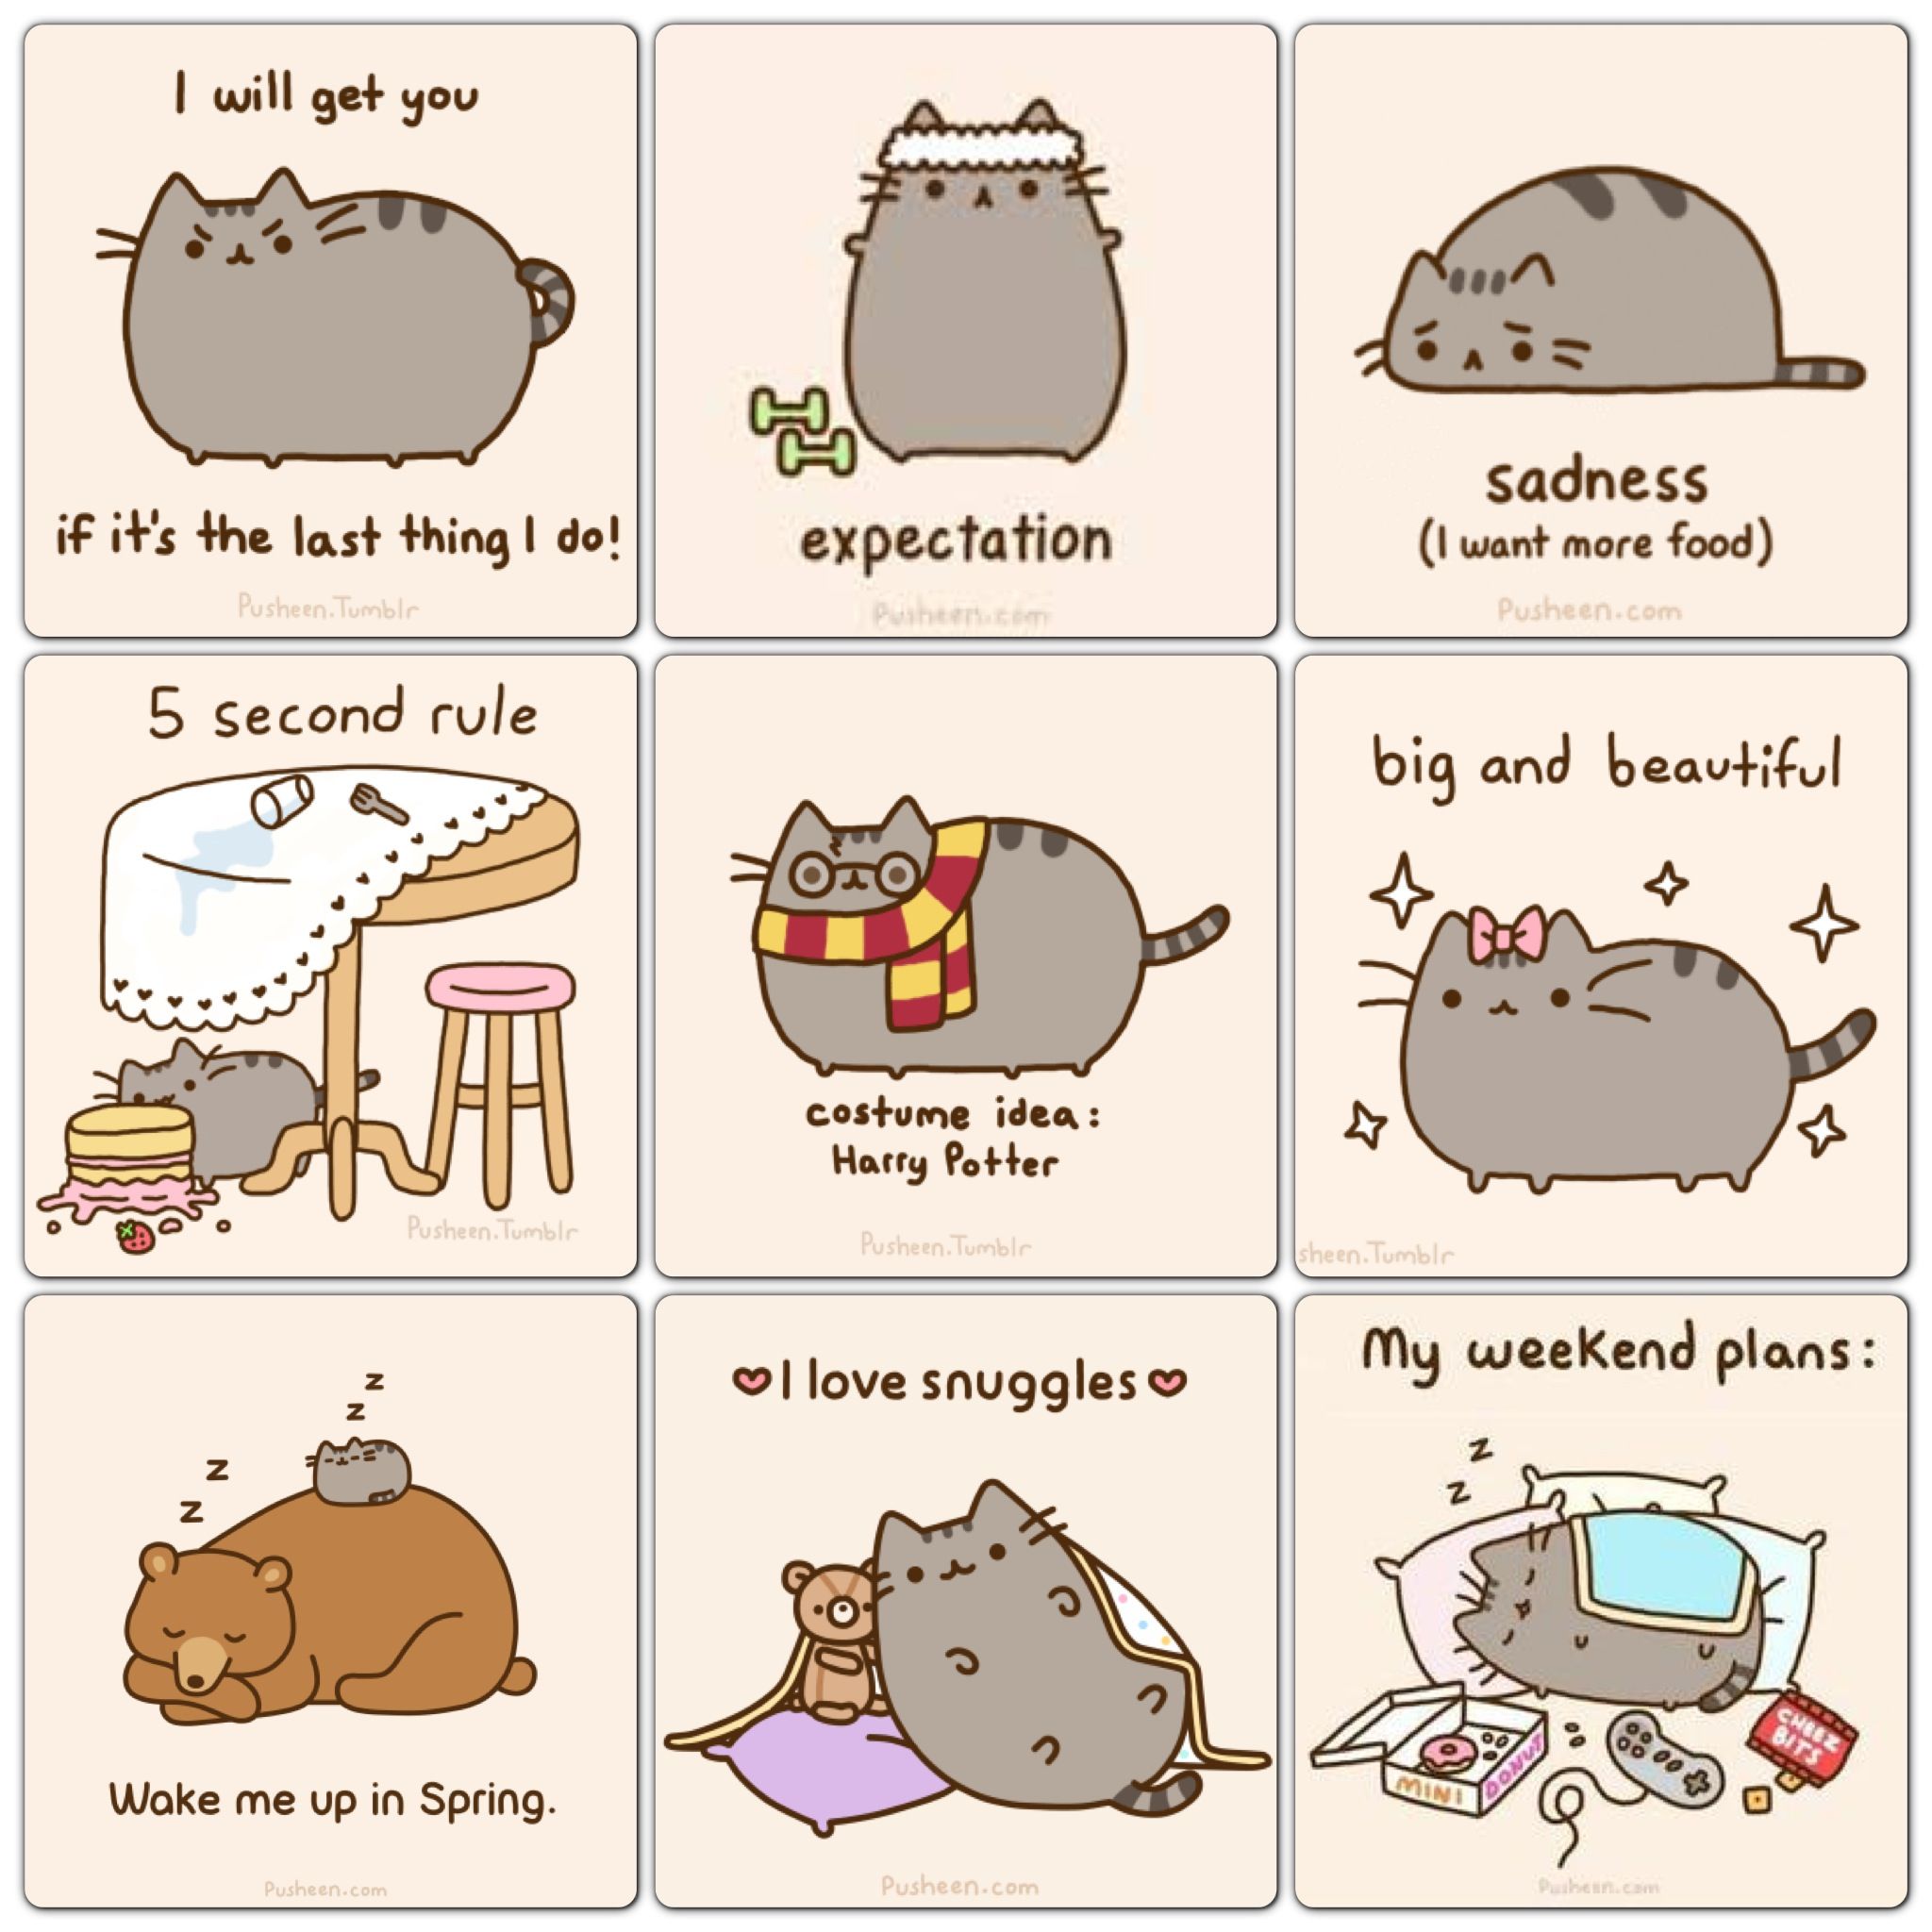 I will get you
if it's the last thing I do!
Pusheen.Tumblr
expectation
Pusheen.com
sadness
(I want more food)
Pusheen.com
5 second rule
Pusheen.Tumblr
costume idea:
Harry Potter
Pusheen.Tumblr
big and beautiful
sheen.Tumblr
z
z
z
z
Wake me up in Spring.
Pusheen.com
I love snuggles
Pusheen.com
My weekend plans:
z
z
MINI DONUT
CHEEZ
BITS
Pusheen.com